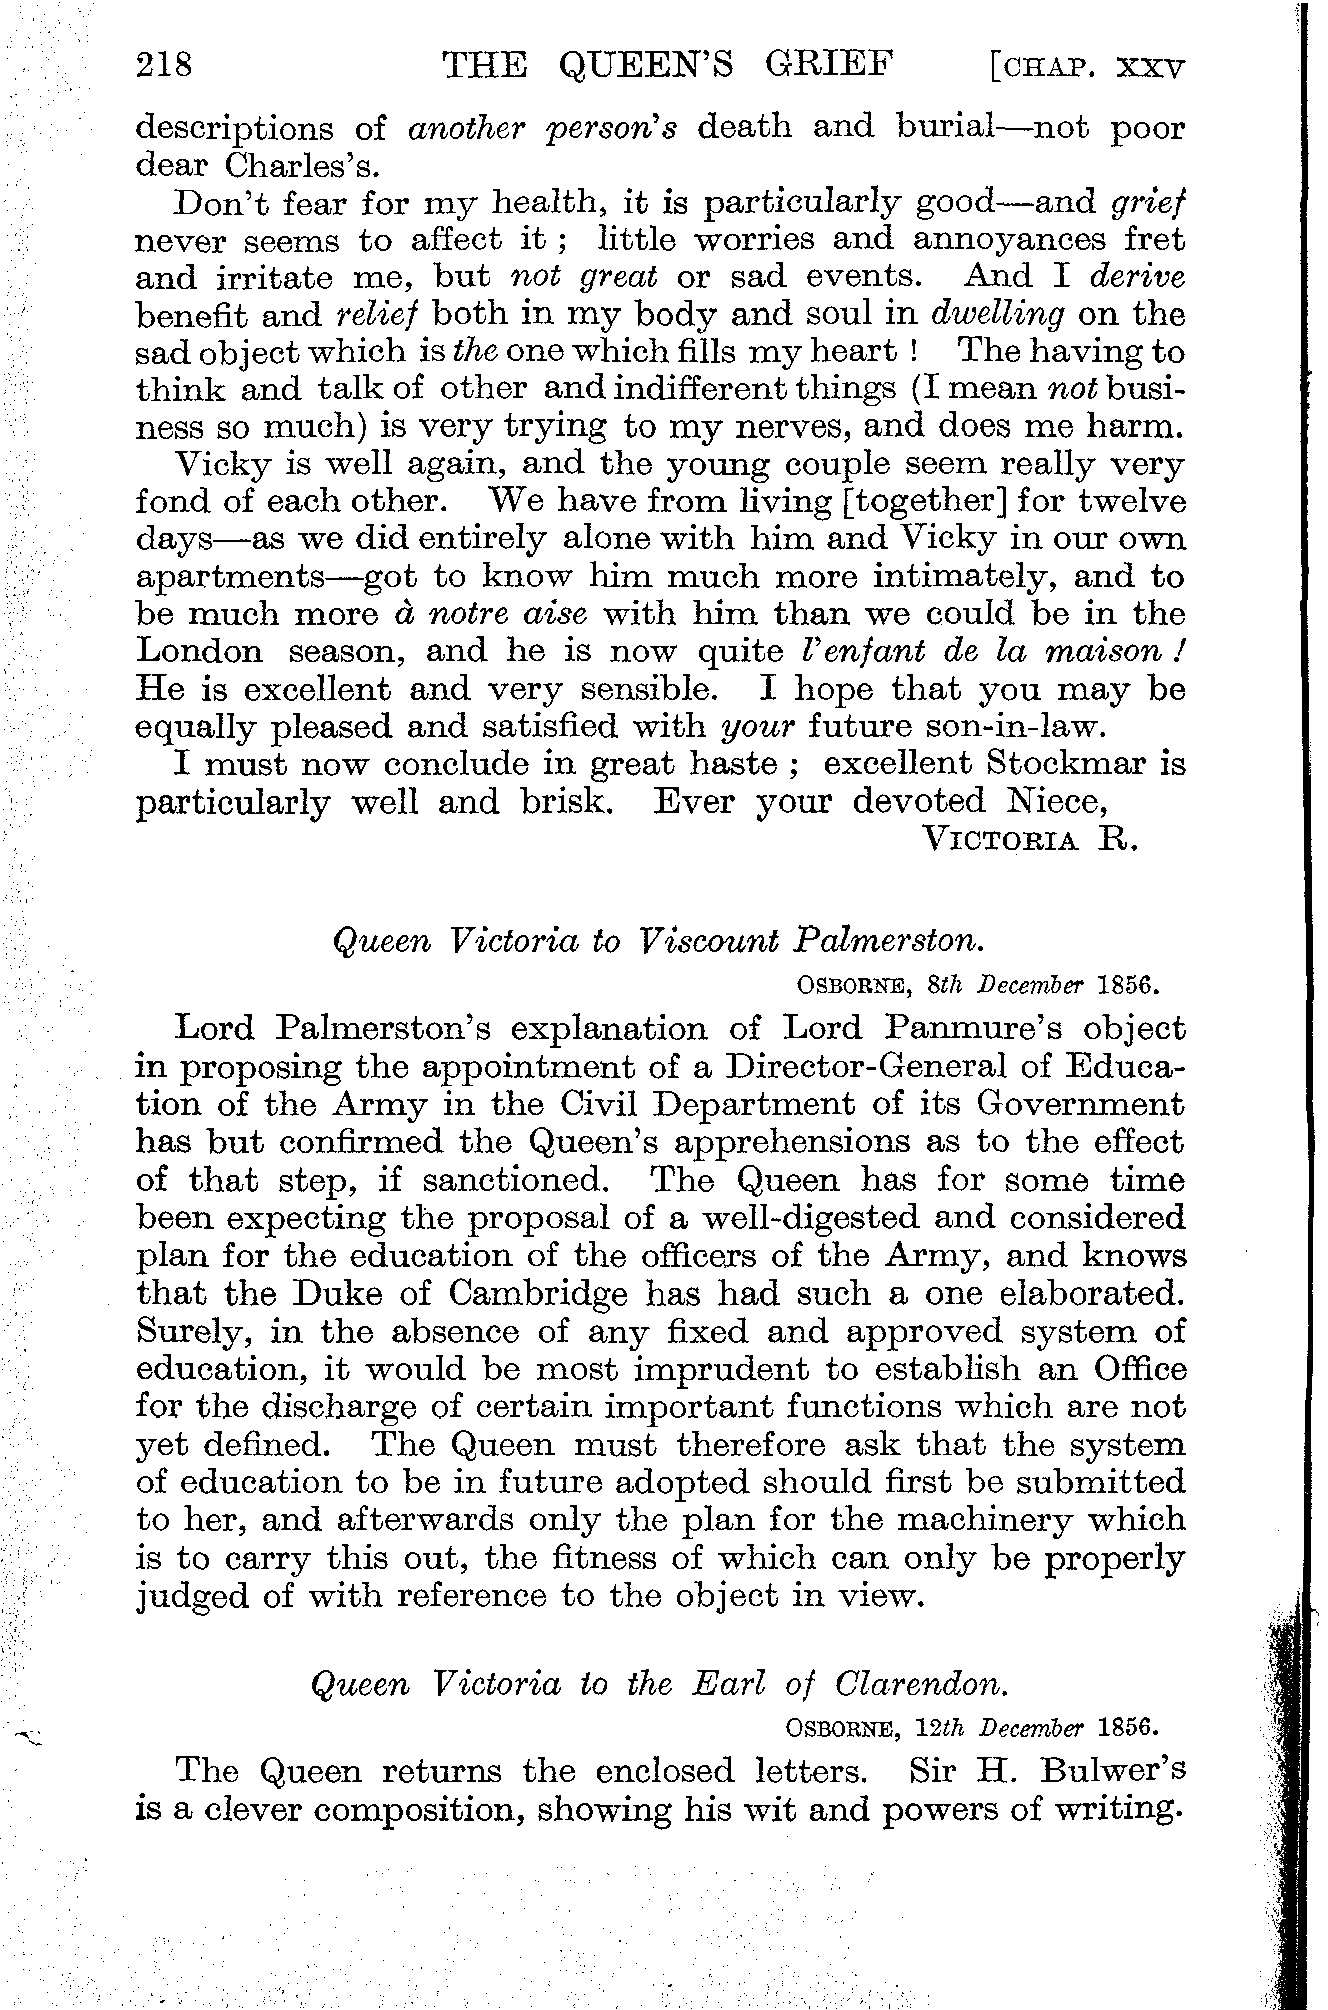 218 THE QUEEN'S GRIEF [CHAP. XXV
descriptions of another person's death and burial—not poor
dear Charles's.
Don't fear for my health, it is particularly good—and grief
never seems to affect it ; little worries and annoyances fret
and irritate me, but not great or sad events. And I derive
benefit and relief both in my body and soul in dwelling on the
sad object which is the one which fills my heart ! The having to
think and talk of other and indifferent things (I mean not busi-
ness so much) is very trying to my nerves, and does me harm.
Vicky is well again, and the young couple seem really very
fond of each other. We have from living [together] for twelve
days—as we did entirely alone with him and Vicky in our own
apartments—got to know him much more intimately, and to
be much more à notre aise with him than we could be in the
London season, and he is now quite l'enfant de la maison !
He is excellent and very sensible. I hope that you may be
equally pleased and satisfied with your future son-in-law.
I must now conclude in great haste ; excellent Stockmar is
particularly well and brisk. Ever your devoted Niece,
VICTORIA R.
Queen Victoria to Viscount Palmerston.
OSBORNE, 8th December 1856.
Lord Palmerston's explanation of Lord Panmure's object
in proposing the appointment of a Director-General of Educa-
tion of the Army in the Civil Department of its Government
has but confirmed the Queen's apprehensions as to the effect
of that step, if sanctioned. The Queen has for some time
been expecting the proposal of a well-digested and considered
plan for the education of the officers of the Army, and knows
that the Duke of Cambridge has had such a one elaborated.
Surely, in the absence of any fixed and approved system of
education, it would be most imprudent to establish an Office
for the discharge of certain important functions which are not
yet defined. The Queen must therefore ask that the system
of education to be in future adopted should first be submitted
to her, and afterwards only the plan for the machinery which
is to carry this out, the fitness of which can only be properly
judged of with reference to the object in view.
Queen Victoria to the Earl of Clarendon.
OSBORNE, 12th December 1856.
The Queen returns the enclosed letters. Sir H. Bulwer's
is a clever composition, showing his wit and powers of writing.